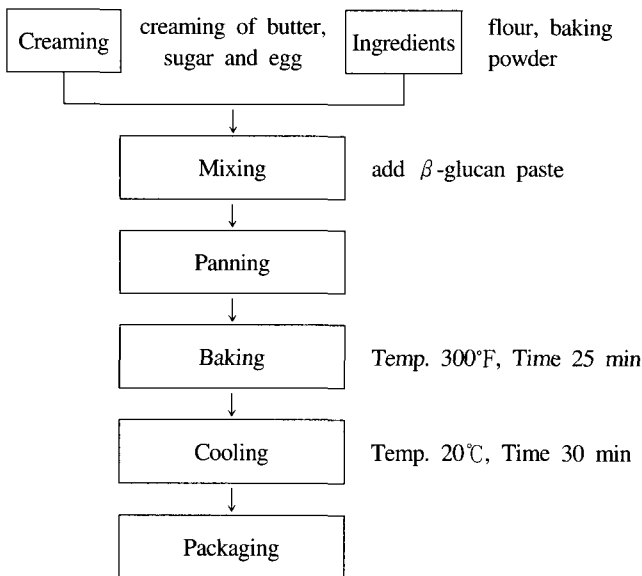 Creaming
creaming of butter,
sugar and egg
Ingredients
flour, baking
powder
Mixing
add β-glucan paste
Panning
Baking
Temp. 300°F, Time 25 min
Cooling
Temp. 20℃, Time 30 min
Packaging